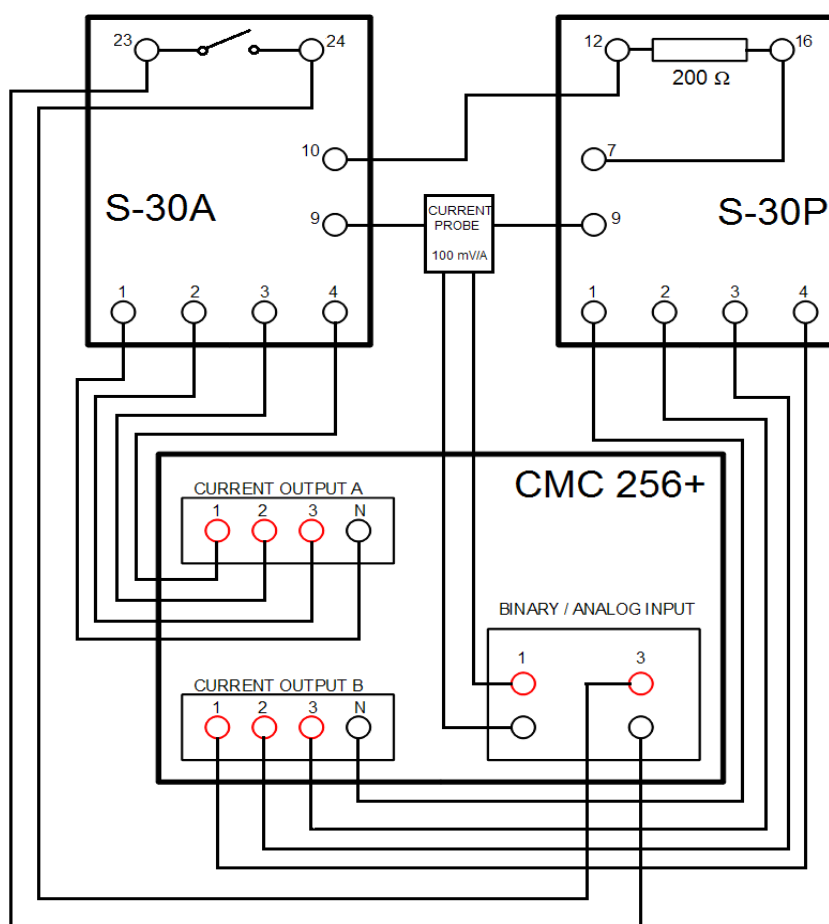 23
24
12
16
200 Ω
10
7
S-30A
9
CURRENT
PROBE
100 mV/A
9
S-30P
1
2
3
4
1
2
3
4
CMC 256+
CURRENT OUTPUT A
1
2
3
N
BINARY / ANALOG INPUT
1
3
CURRENT OUTPUT B
1
2
3
N